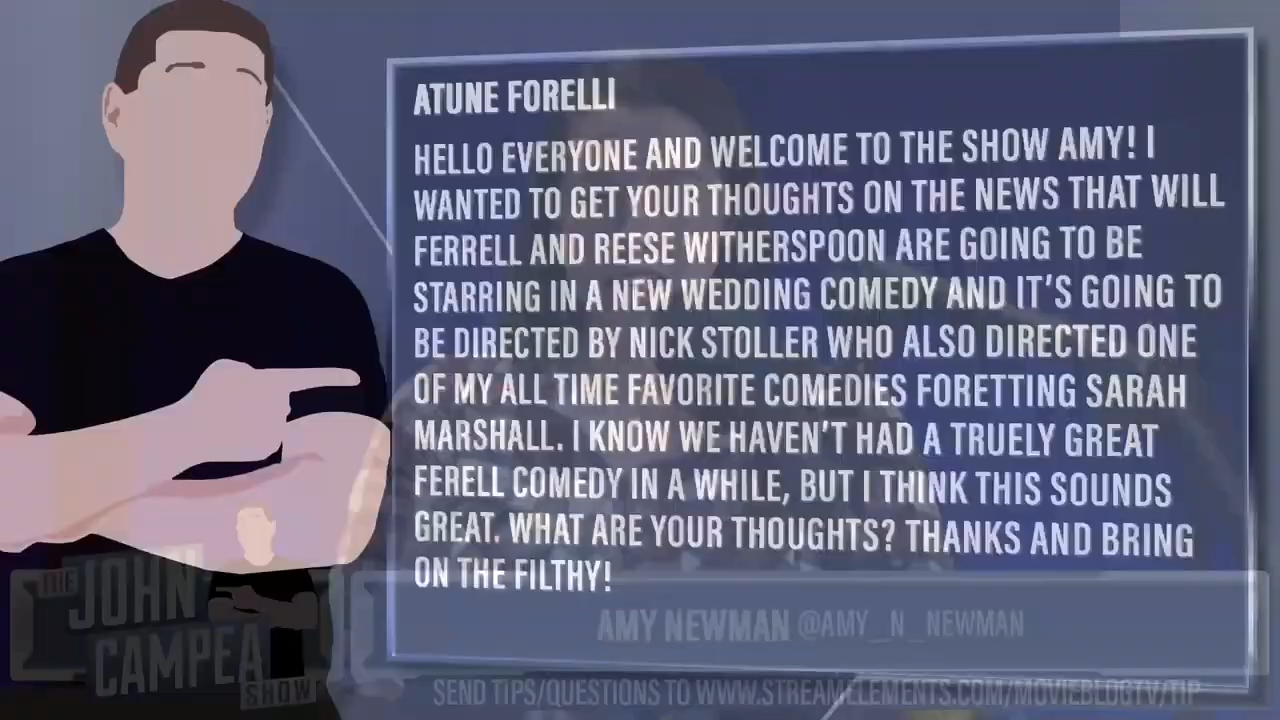 ATUNE FORELLI
HELLO EVERYONE AND WELCOME TO THE SHOW AMY! I
WANTED TO GET YOUR THOUGHTS ON THE NEWS THAT WILL
FERRELL AND REESE WITHERSPOON ARE GOING TO BE
STARRING IN A NEW WEDDING COMEDY AND IT'S GOING TO
BE DIRECTED BY NICK STOLLER WHO ALSO DIRECTED ONE
OF MY ALL TIME FAVORITE COMEDIES FORETTING SARAH
MARSHALL. I KNOW WE HAVEN'T HAD A TRUELY GREAT
FERELL COMEDY IN A WHILE, BUT I THINK THIS SOUNDS
GREAT. WHAT ARE YOUR THOUGHTS? THANKS AND BRING
ON THE FILTHY!
THE
JOHN
CAMPEA
SHOW
AMY NEWMAN @AMY_N_NEWMAN
SEND TIPS/QUESTIONS TO WWW.STREAMELEMENTS.COM/MOVIEBLOGTV/TIP